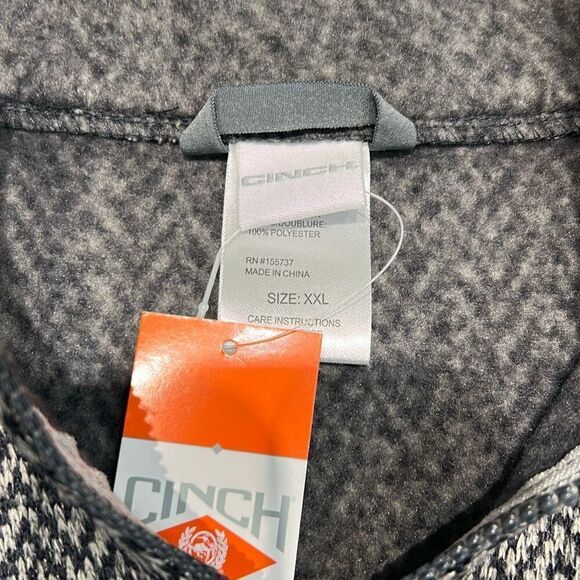 CINCH
DOUBLURE:
100% POLYESTER
RN #155737
MADE IN CHINA
SIZE: XXL
CARE INSTRUCTIONS
CINCH